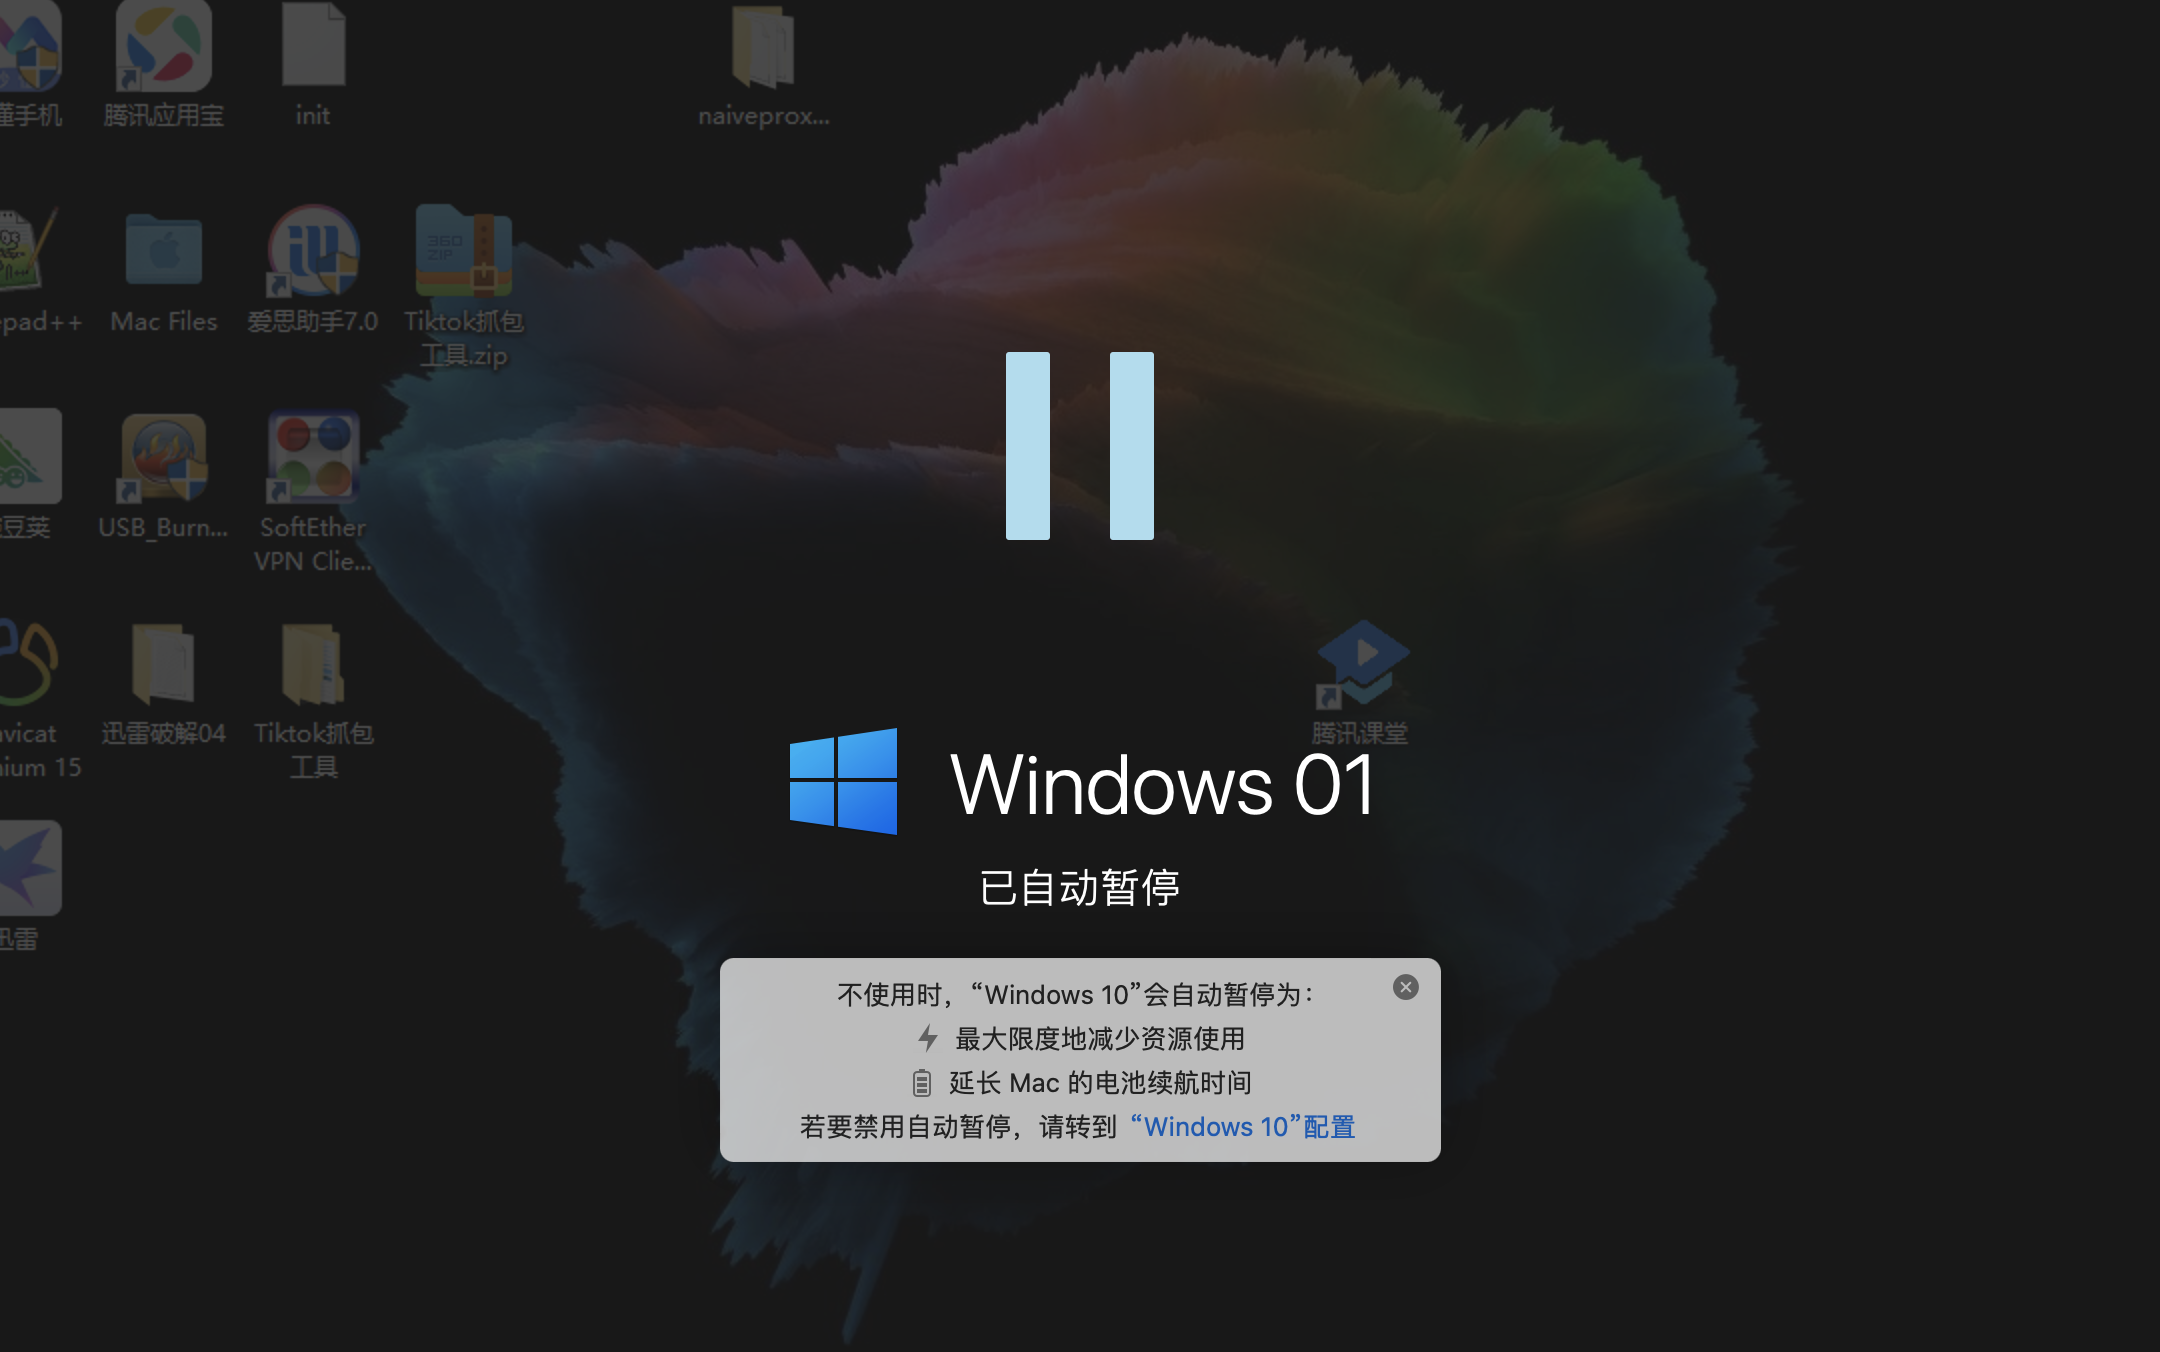 懂手机
腾讯应用宝
init
naiveprox...
epad++
Mac Files
爱思助手7.0
360
ZIP
Tiktok抓包
工具.zip
豆荚
USB_Burn...
SoftEther
VPN Clie...
avicat
nium 15
迅雷破解04
Tiktok抓包
工具
腾讯课堂
迅雷
Windows 01
已自动暂停
不使用时，“Windows 10”会自动暂停为：
最大限度地减少资源使用
延长 Mac 的电池续航时间
若要禁用自动暂停，请转到 “Windows 10”配置